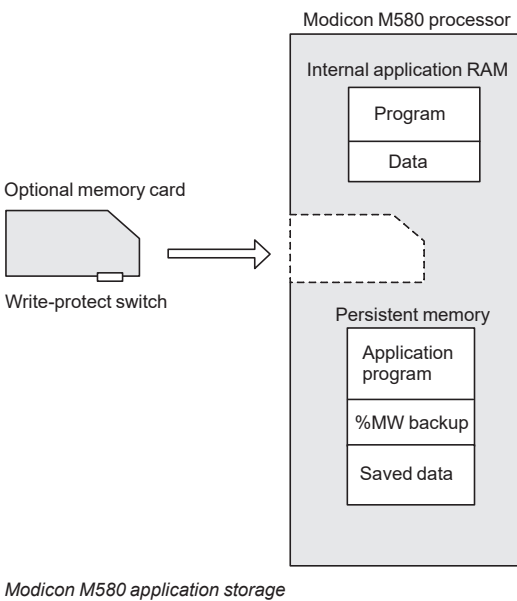 Modicon M580 processor
Internal application RAM
Program
Data
Optional memory card
Write-protect switch
Persistent memory
Application
program
%MW backup
Saved data
Modicon M580 application storage